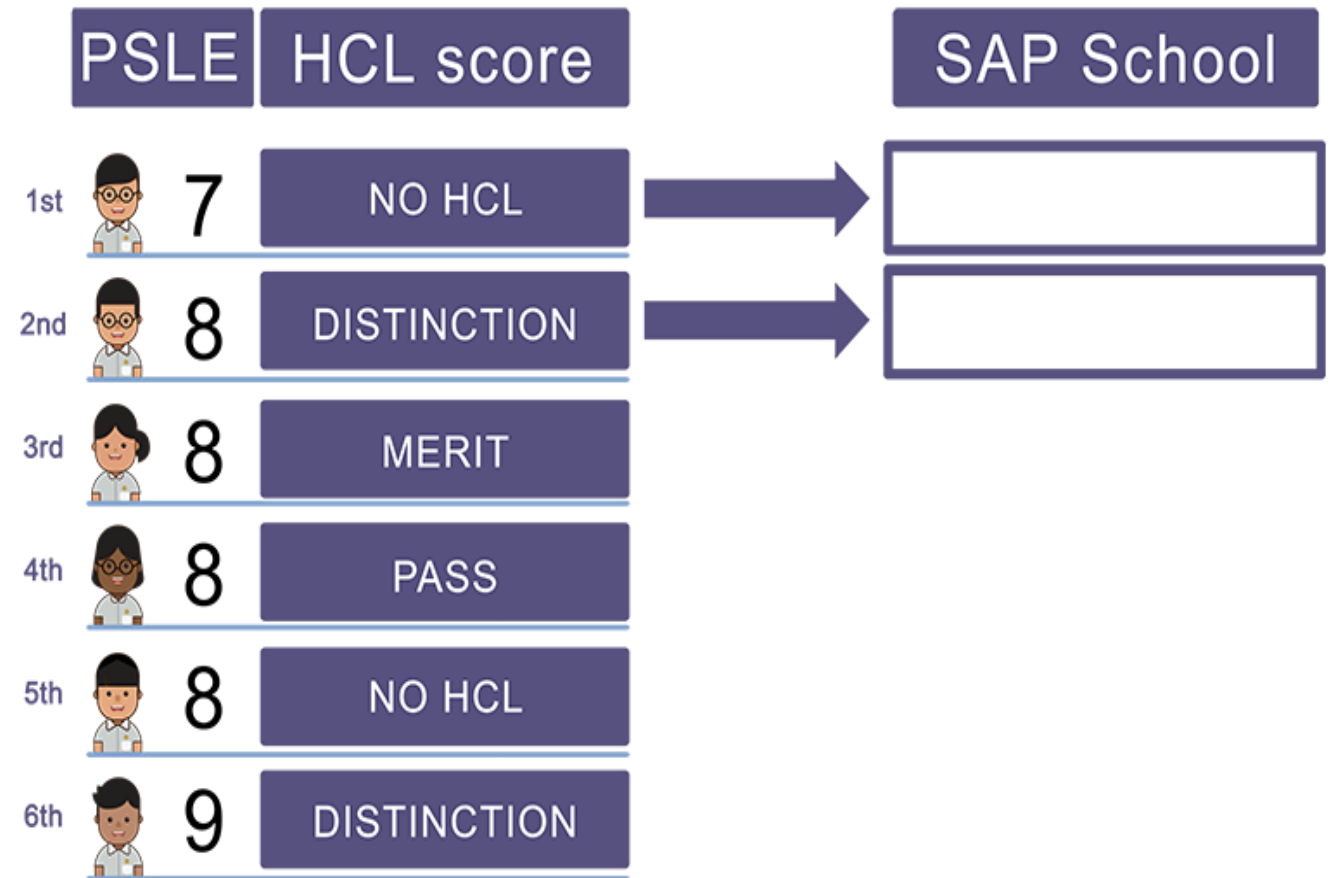 PSLE HCL score SAP School
1st 7 NO HCL
2nd 8 DISTINCTION
3rd 8 MERIT
4th 8 PASS
5th 8 NO HCL
6th 9 DISTINCTION